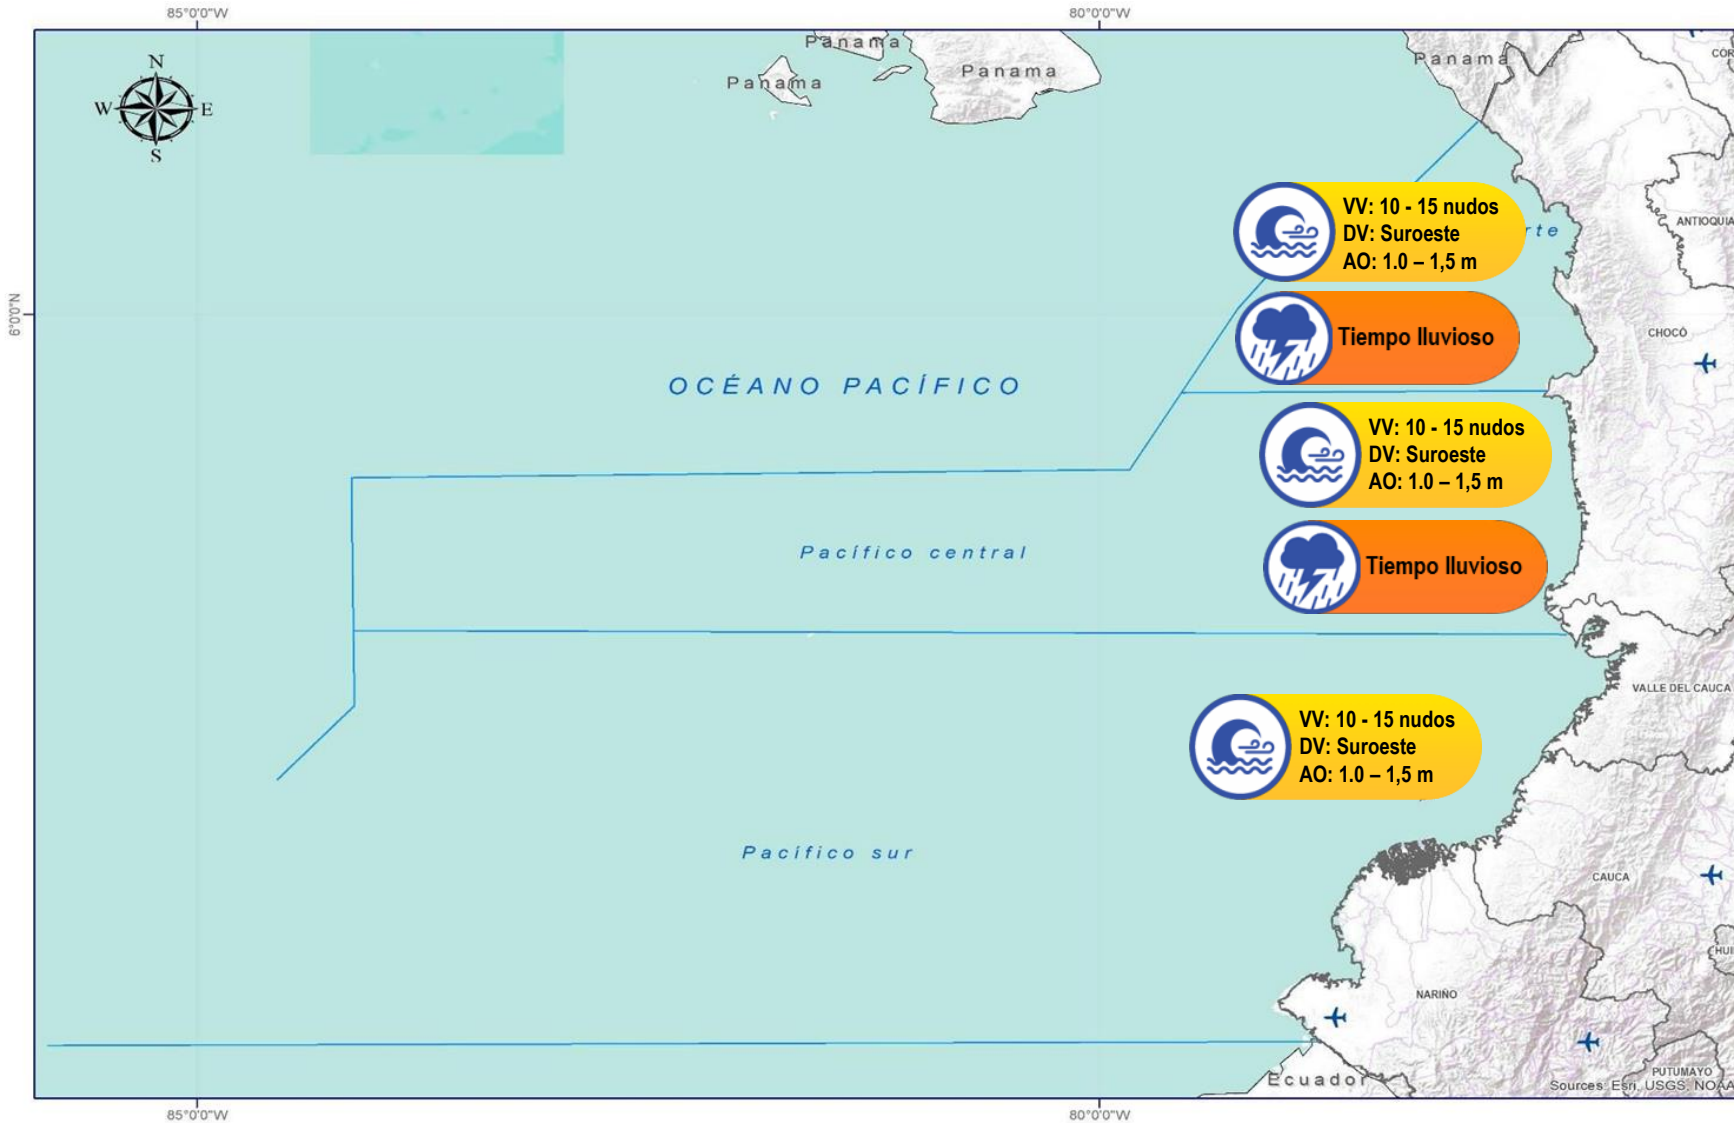 85°0'0"W
80°0'0"W
N
W
E
S
Panama
Panama
Panama
Panama
CÓR
VV: 10 - 15 nudos
DV: Suroeste
AO: 1.0 – 1,5 m
rte
ANTIOQUIA
6°0'0"N
Tiempo lluvioso
CHOCÓ
OCÉANO PACÍFICO
VV: 10 - 15 nudos
DV: Suroeste
AO: 1.0 – 1,5 m
Pacífico central
Tiempo lluvioso
VALLE DEL CAUCA
VV: 10 - 15 nudos
DV: Suroeste
AO: 1.0 – 1,5 m
Pacífico sur
CAUCA
HUI
NARIÑO
PUTUMAYO
Ecuador
Sources: Esri, USGS, NOAA
85°0'0"W
80°0'0"W